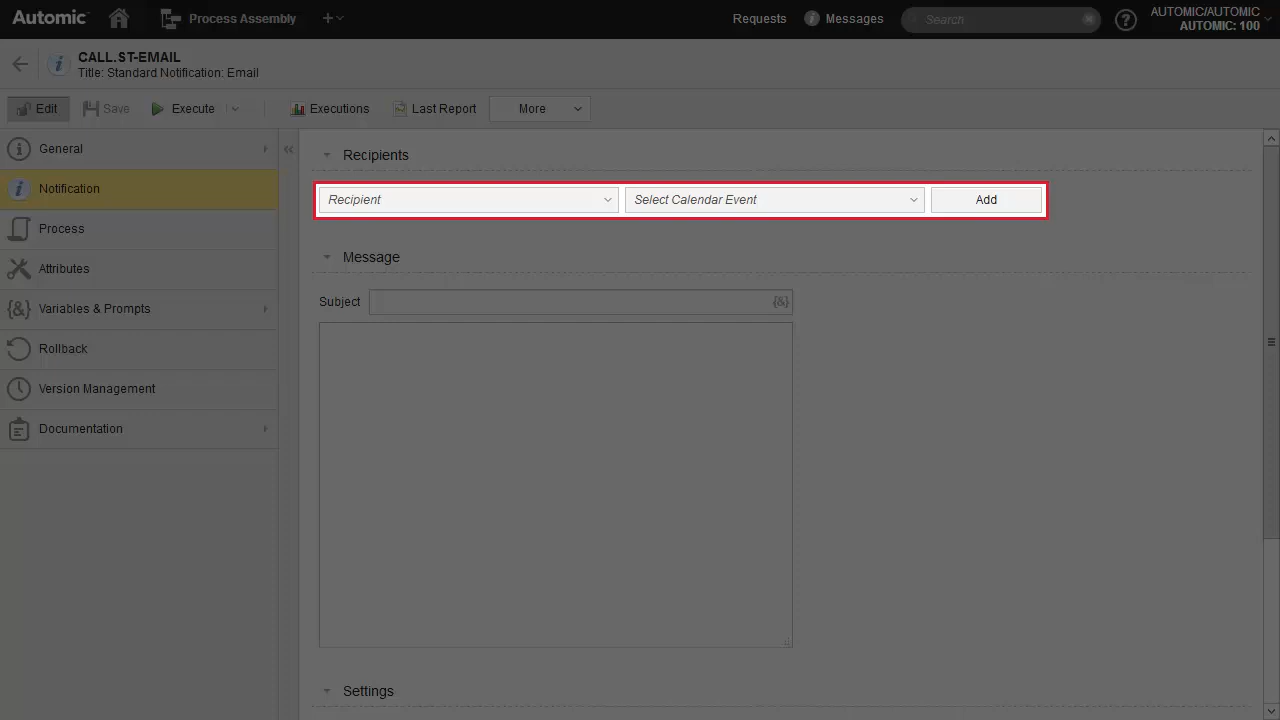 Automic Process Assembly Requests Messages Search AUTOMIC/AUTOMIC
AUTOMIC: 100
CALL.ST-EMAIL
Title: Standard Notification: Email
Edit Save Execute Executions Last Report More
General
Notification
Process
Attributes
{&} Variables & Prompts
Rollback
Version Management
Documentation
Recipients
Recipient Select Calendar Event Add
Message
Subject {&}
Settings